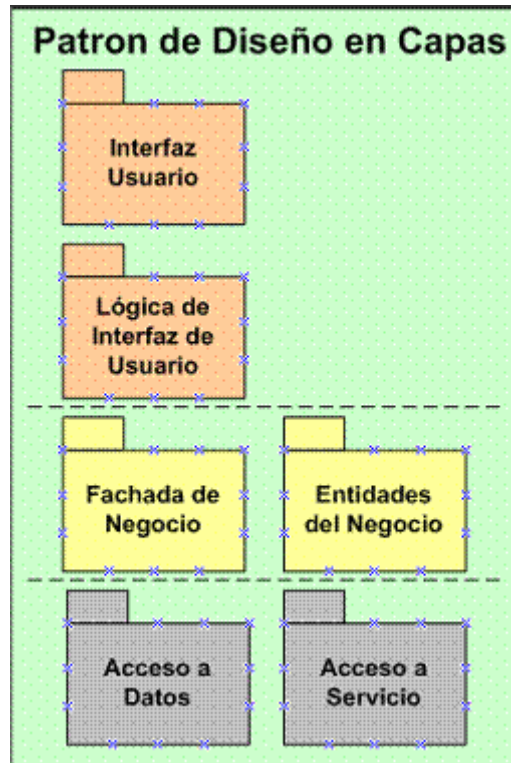 Patron de Diseño en Capas
Interfaz
Usuario
Lógica de
Interfaz de
Usuario
Fachada de
Negocio
Entidades
del Negocio
Acceso a
Datos
Acceso a
Servicio